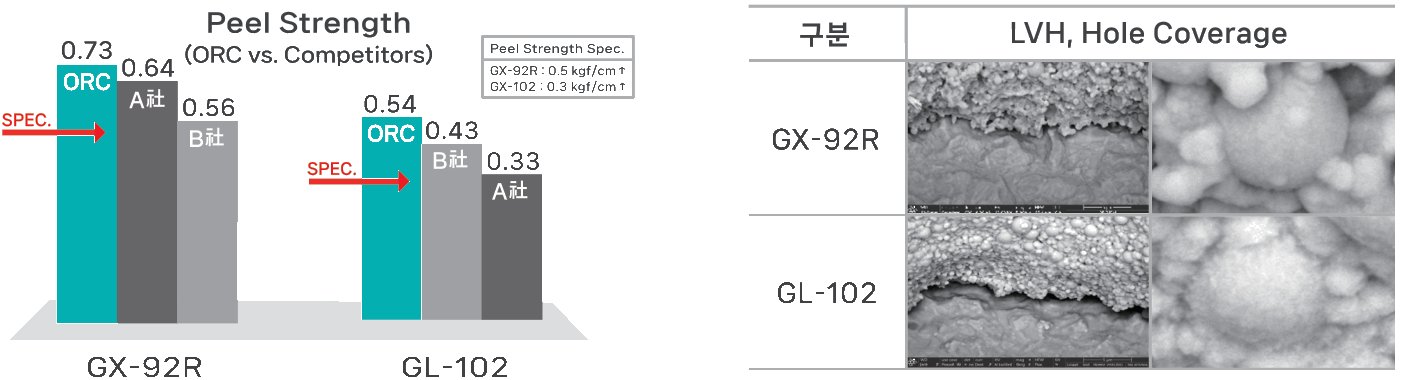 Peel Strength
(ORC vs. Competitors)
Peel Strength Spec.
GX-92R : 0.5 kgf/cm↑
GX-102 : 0.3 kgf/cm↑
0.73
ORC
0.64
A社
0.56
B社
SPEC.
GX-92R
0.54
ORC
0.43
B社
0.33
A社
SPEC.
GL-102
구분
LVH, Hole Coverage
GX-92R
GL-102